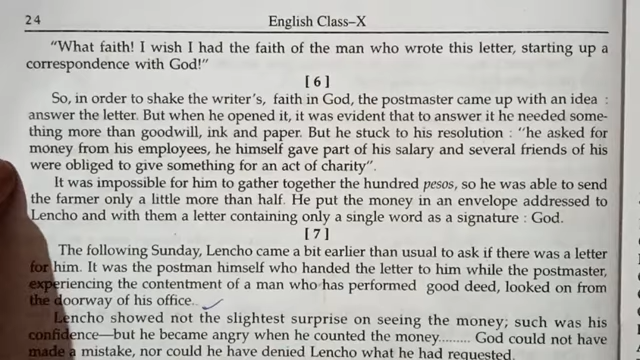 24
English Class–X
“What faith! I wish I had the faith of the man who wrote this letter, starting up a
correspondence with God!”
[ 6 ]
So, in order to shake the writer's, faith in God, the postmaster came up with an idea :
answer the letter. But when he opened it, it was evident that to answer it he needed some-
thing more than goodwill, ink and paper. But he stuck to his resolution : “he asked for
money from his employees, he himself gave part of his salary and several friends of his
were obliged to give something for an act of charity”.
It was impossible for him to gather together the hundred pesos, so he was able to send
the farmer only a little more than half. He put the money in an envelope addressed to
Lencho and with them a letter containing only a single word as a signature : God.
[ 7 ]
The following Sunday, Lencho came a bit earlier than usual to ask if there was a letter
for him. It was the postman himself who handed the letter to him while the postmaster,
experiencing the contentment of a man who has performed good deed, looked on from
the doorway of his office..
Lencho showed not the slightest surprise on seeing the money; such was his
confidence—but he became angry when he counted the money......... God could not have
made a mistake, nor could he have denied Lencho what he had requested.